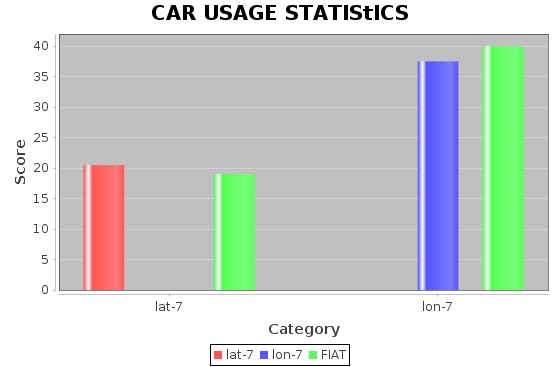 CAR USAGE STATIStICS
40
35
30
25
20
15
10
5
0
Score
lat-7 lon-7
Category
lat-7 lon-7 FIAT